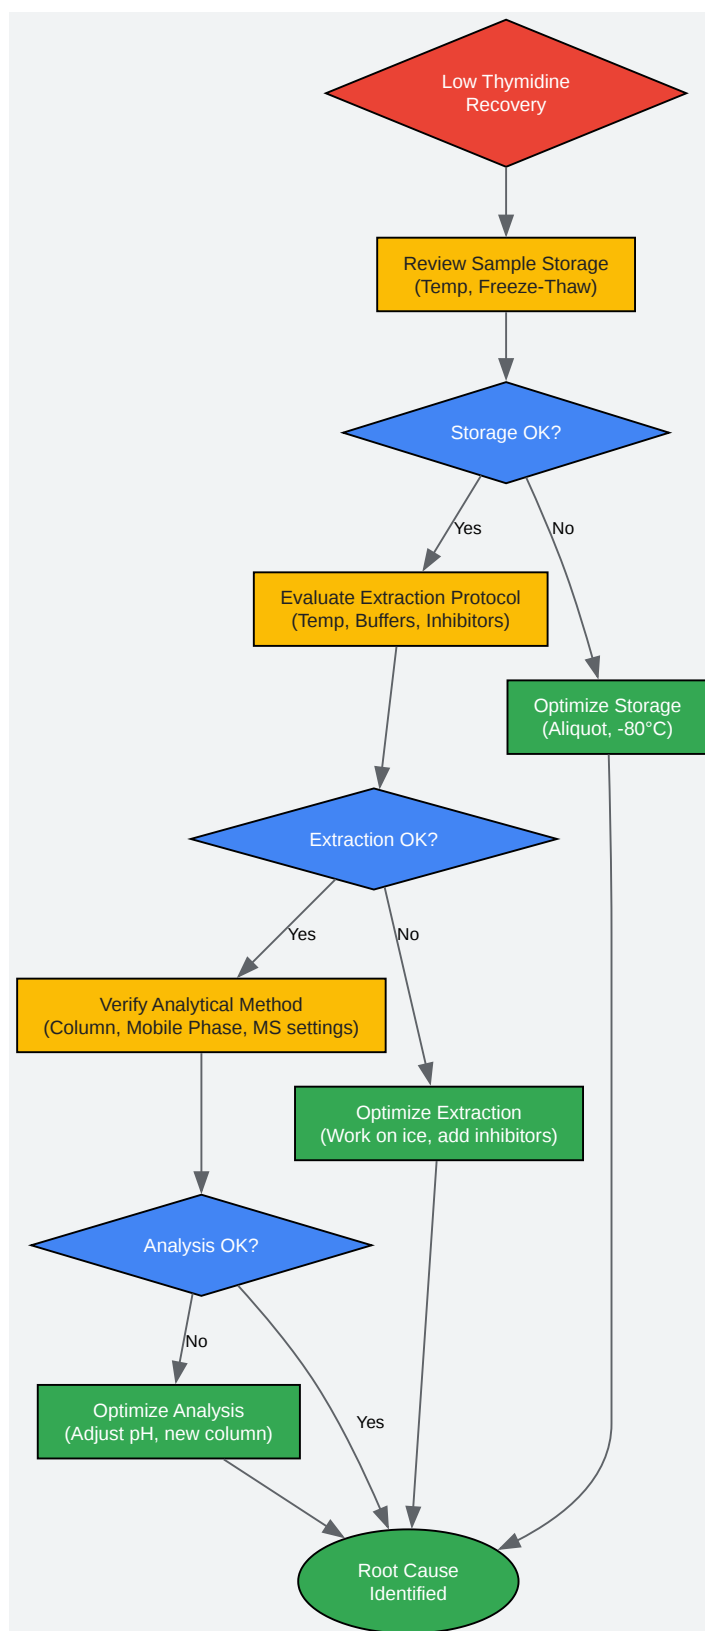 Low Thymidine
Recovery
Review Sample Storage
(Temp, Freeze-Thaw)
Storage OK?
Yes
No
Evaluate Extraction Protocol
(Temp, Buffers, Inhibitors)
Optimize Storage
(Aliquot, -80°C)
Extraction OK?
Yes
No
Verify Analytical Method
(Column, Mobile Phase, MS settings)
Optimize Extraction
(Work on ice, add inhibitors)
Analysis OK?
No
Optimize Analysis
(Adjust pH, new column)
Yes
Root Cause
Identified